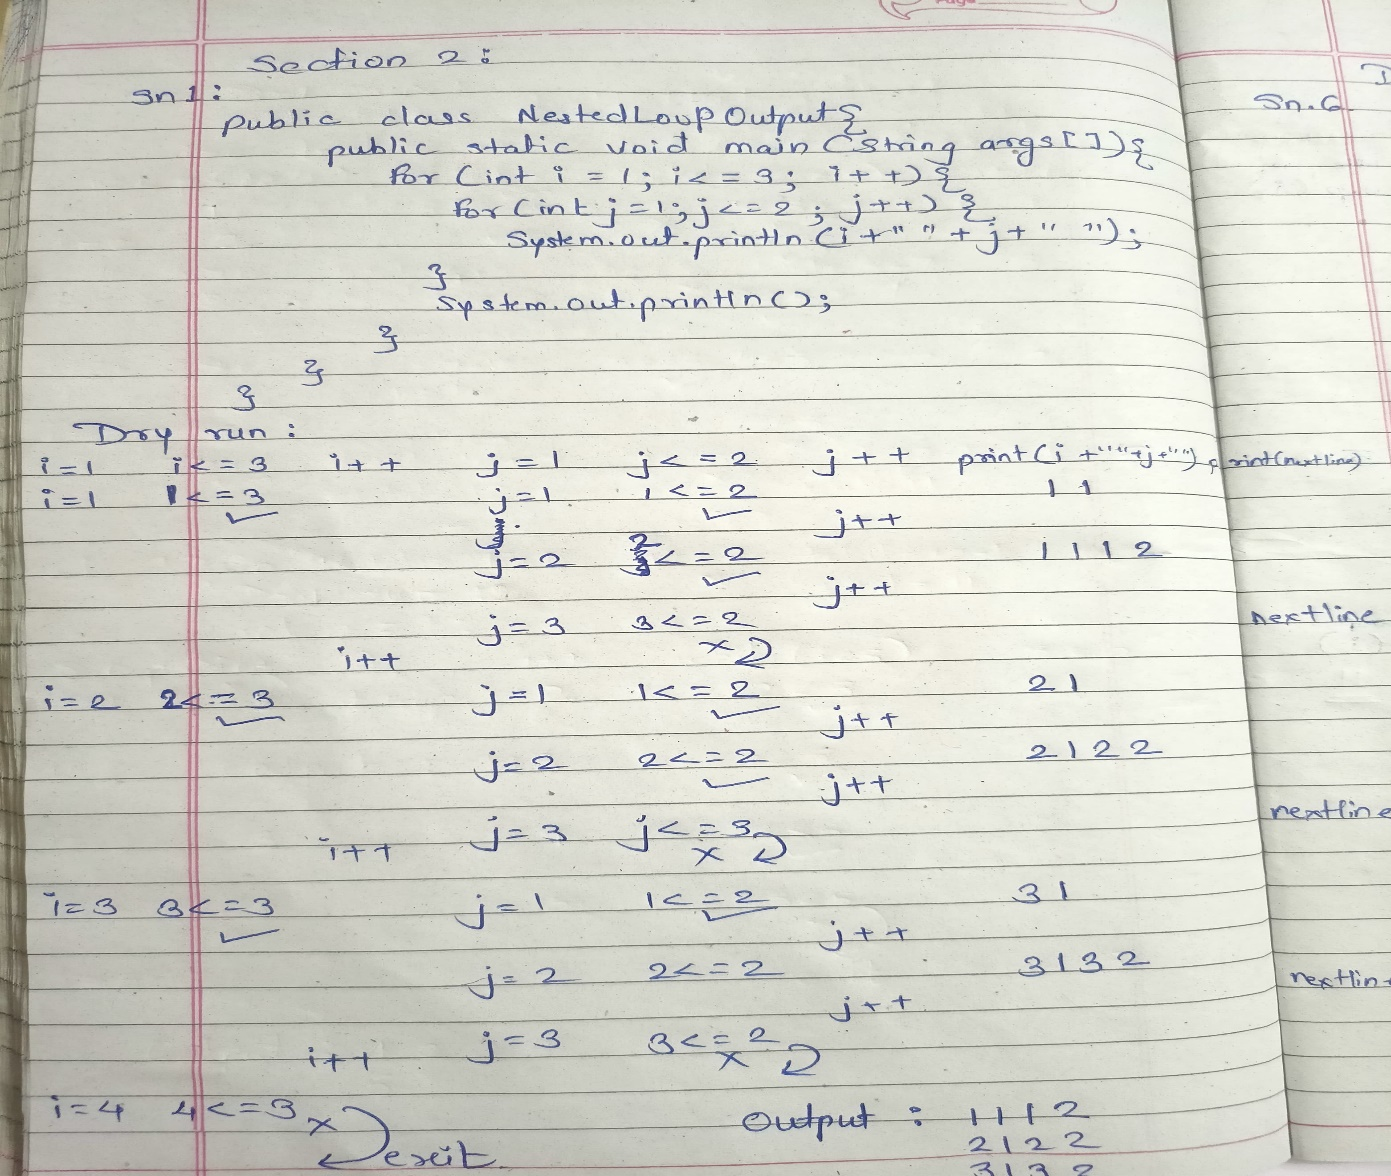 Section 2:
Sn 1:
public class NestedLoopOutput{
public static void main (String args[]){
for (int i = 1; i<=3; i++){
for (int j=1; j<=2; j++) {
System.out.println (i+" "+j+" ");
}
System.out.println();
}
}
}
Dry run:
i=1 i<=3 i++ j=1 j<=2 j++ print(i+" "+j+" ") print(nextline)
i=1 1<=3 j=1 1<=2 1 1
j++
j=2 2<=2 1 1 1 2
j++
j=3 3<=2 nextline
x
i++
i=2 2<=3 j=1 1<=2 2 1
j++
j=2 2<=2 2 1 2 2
j++
j=3 j<=3 nextline
i++ x
i=3 3<=3 j=1 1<=2 3 1
j++
j=2 2<=2 3 1 3 2
j++
j=3 3<=2
i++ x
i=4 4<=3
x
exit
Output: 1 1 1 2
2 1 2 2
3 1 3 2
Sn.6